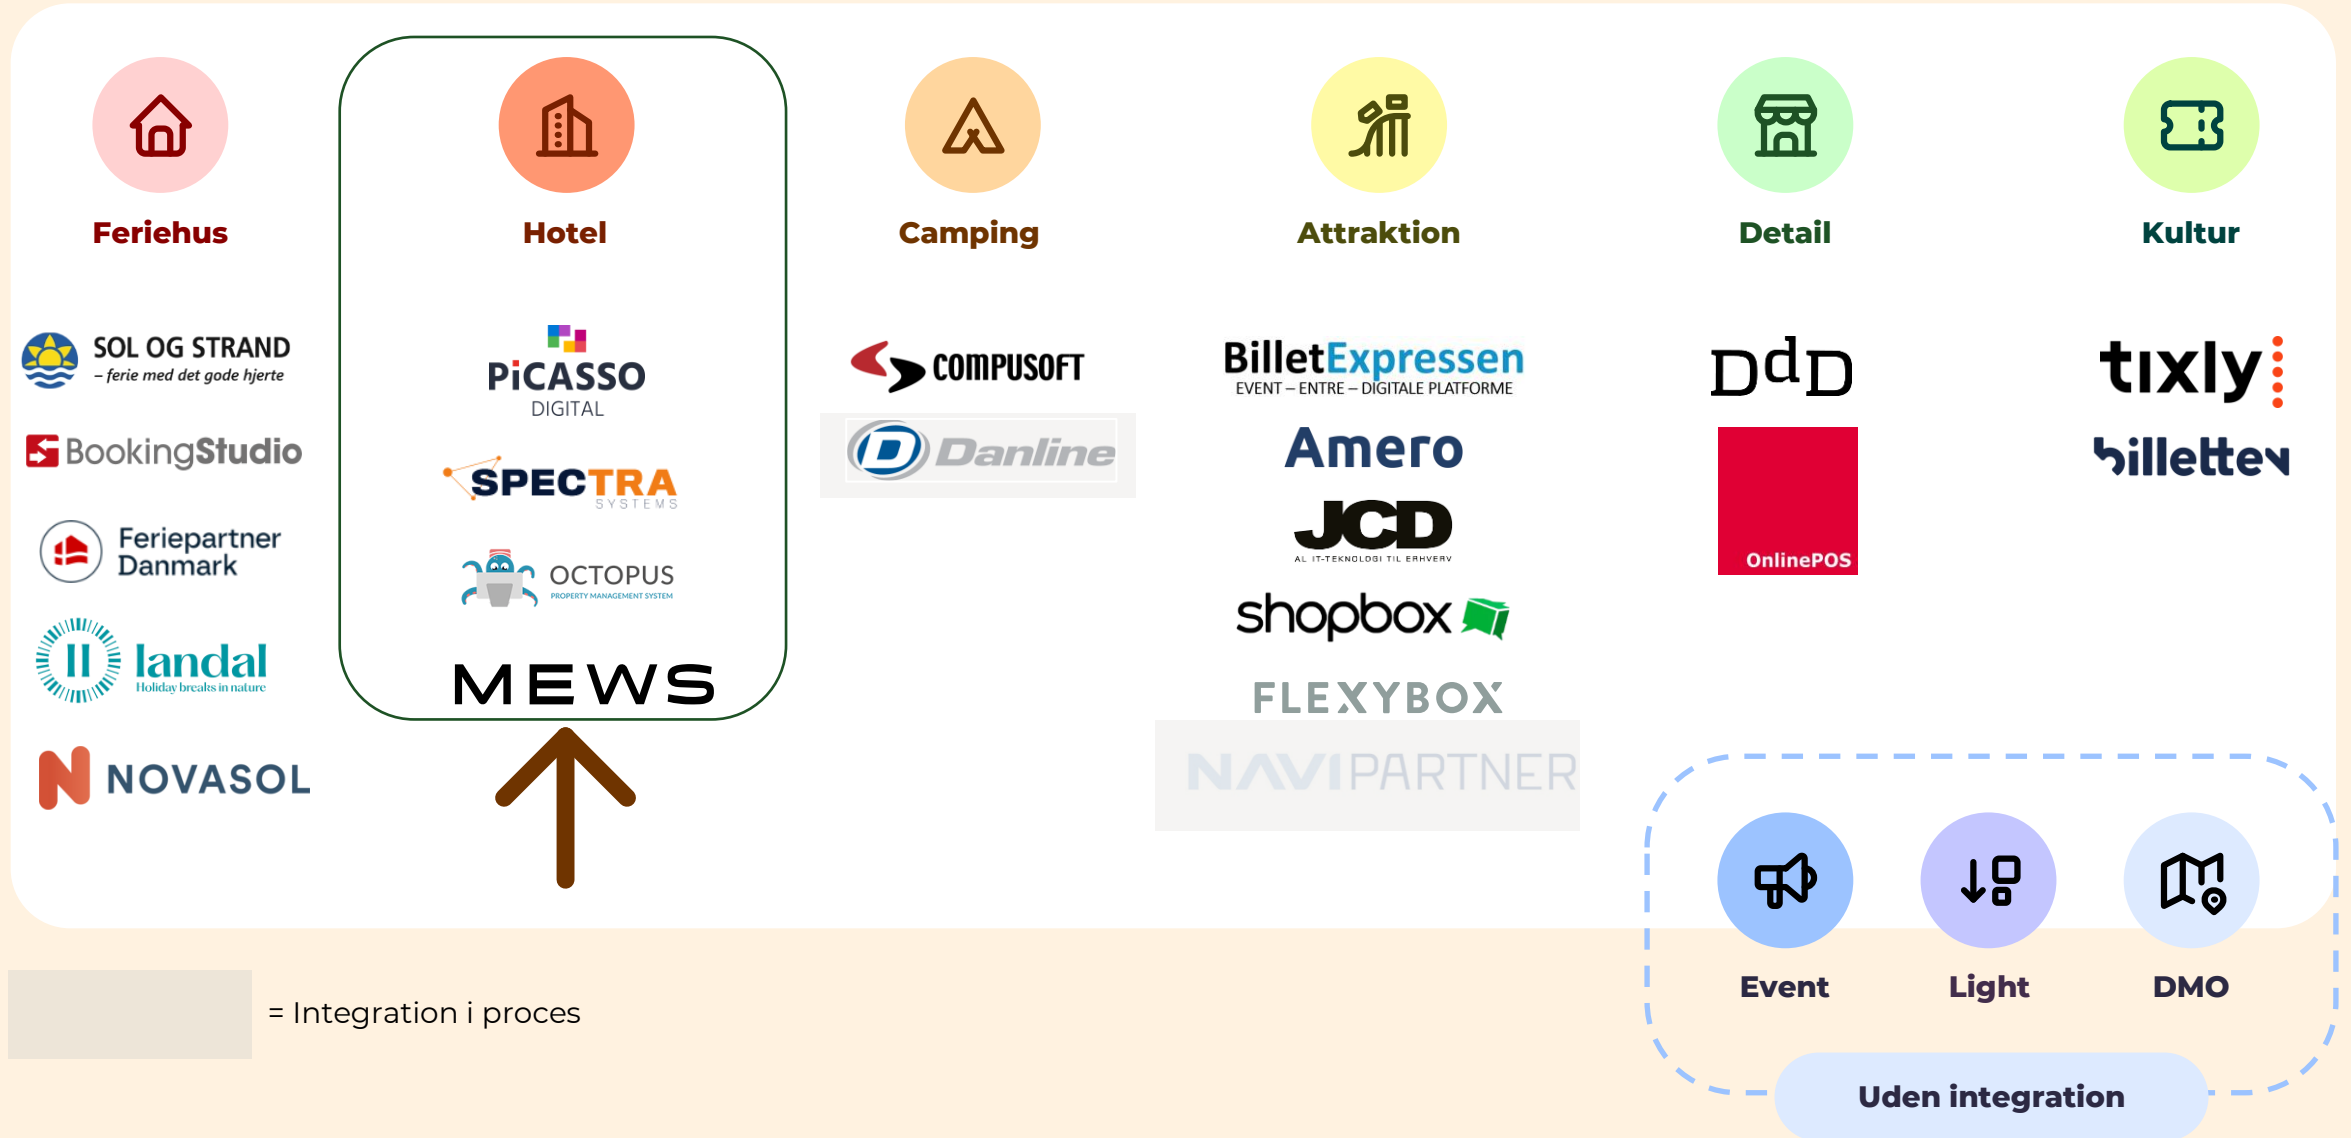 Feriehus
SOL OG STRAND
– ferie med det gode hjerte
BookingStudio
Feriepartner
Danmark
landal
Holiday breaks in nature
NOVASOL
Hotel
PiCASSO
DIGITAL
SPECTRA
SYSTEMS
OCTOPUS
PROPERTY MANAGEMENT SYSTEM
MEWS
Camping
COMPUSOFT
Danline
Attraktion
BilletExpressen
EVENT – ENTRE – DIGITALE PLATFORME
Amero
JCD
AL IT-TEKNOLOGI TIL ERHVERV
shopbox
FLEXYBOX
NAVIPARTNER
Detail
DdD
OnlinePOS
Kultur
tixly
billetten
Event
Light
DMO
Uden integration
= Integration i proces